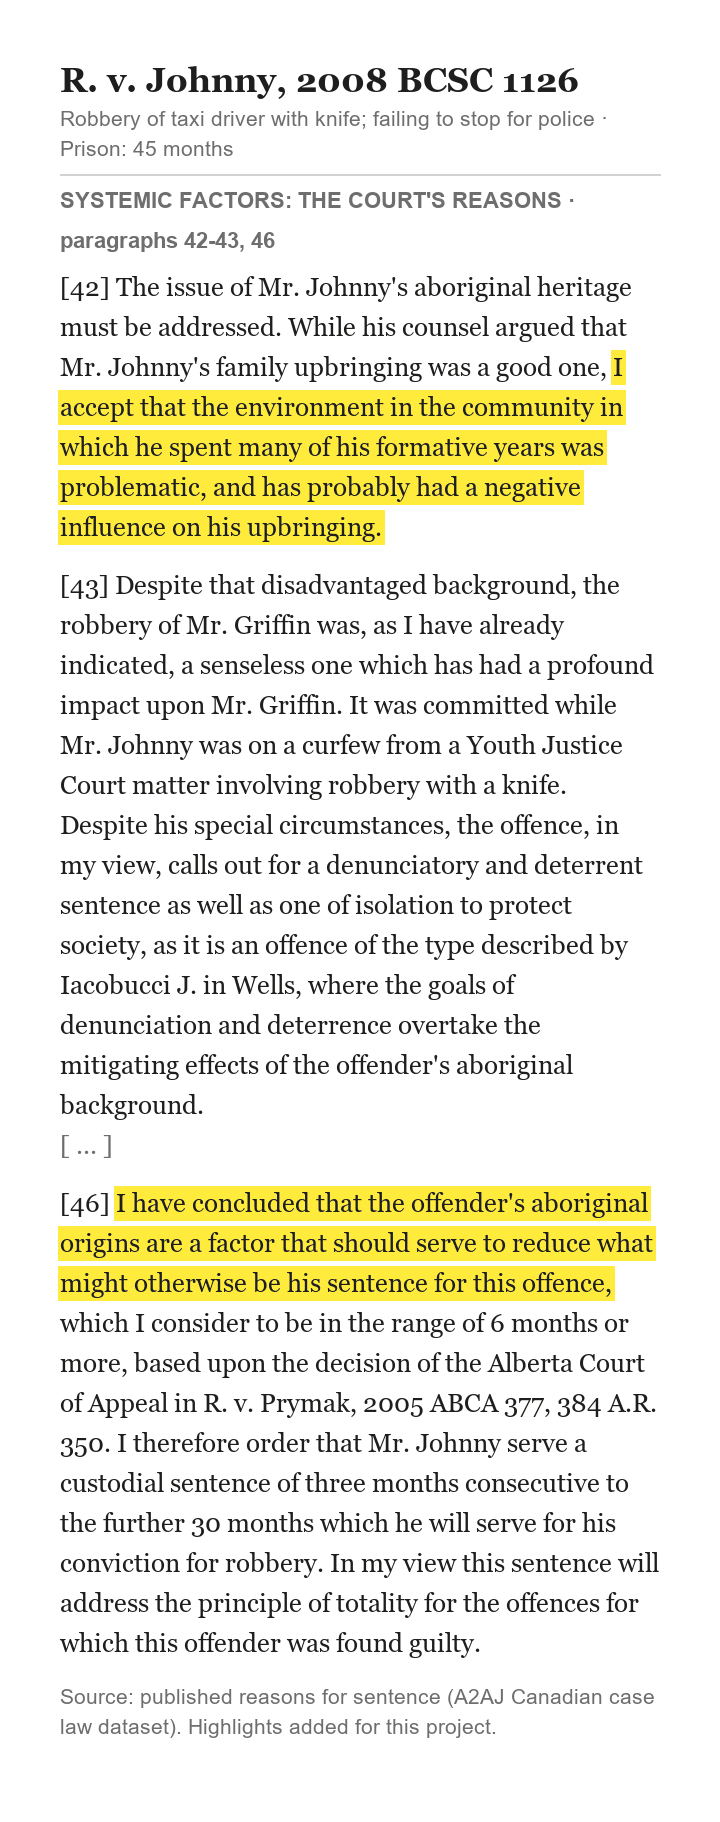 R. v. Johnny, 2008 BCSC 1126
Robbery of taxi driver with knife; failing to stop for police ·
Prison: 45 months
SYSTEMIC FACTORS: THE COURT'S REASONS ·
paragraphs 42-43, 46
[42] The issue of Mr. Johnny's aboriginal heritage
must be addressed. While his counsel argued that
Mr. Johnny's family upbringing was a good one, I
accept that the environment in the community in
which he spent many of his formative years was
problematic, and has probably had a negative
influence on his upbringing.
[43] Despite that disadvantaged background, the
robbery of Mr. Griffin was, as I have already
indicated, a senseless one which has had a profound
impact upon Mr. Griffin. It was committed while
Mr. Johnny was on a curfew from a Youth Justice
Court matter involving robbery with a knife.
Despite his special circumstances, the offence, in
my view, calls out for a denunciatory and deterrent
sentence as well as one of isolation to protect
society, as it is an offence of the type described by
Iacobucci J. in Wells, where the goals of
denunciation and deterrence overtake the
mitigating effects of the offender's aboriginal
background.
[ ... ]
[46] I have concluded that the offender's aboriginal
origins are a factor that should serve to reduce what
might otherwise be his sentence for this offence,
which I consider to be in the range of 6 months or
more, based upon the decision of the Alberta Court
of Appeal in R. v. Prymak, 2005 ABCA 377, 384 A.R.
350. I therefore order that Mr. Johnny serve a
custodial sentence of three months consecutive to
the further 30 months which he will serve for his
conviction for robbery. In my view this sentence will
address the principle of totality for the offences for
which this offender was found guilty.
Source: published reasons for sentence (A2AJ Canadian case
law dataset). Highlights added for this project.